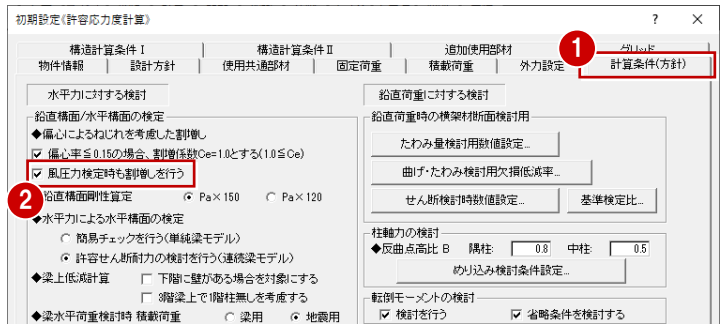 初期設定《許容応力度計算》
構造計算条件Ⅰ 構造計算条件Ⅱ 追加使用部材 グリッド
物件情報 設計方針 使用共通部材 固定荷重 積載荷重 外力設定 計算条件(方針)
1
水平力に対する検討
鉛直構面/水平構面の検定
◆偏心によるねじれを考慮した割増し
偏心率≦0.15の場合、割増係数Ce=1.0とする(1.0≦Ce)
風圧力検定時も割増しを行う
2
鉛直構面剛性算定 Pa×150 Pa×120
◆水平力による水平構面の検定
簡易チェックを行う(単純梁モデル)
許容せん断耐力の検討を行う(連続梁モデル)
◆梁上低減計算 下階に壁がある場合を対象にする
3階梁上で1階柱無しを考慮する
◆梁水平荷重検討時 積載荷重 梁用 地震用
鉛直荷重に対する検討
鉛直荷重時の横架材断面検討用
たわみ量検討用数値設定...
曲げ・たわみ検討用欠損低減率...
せん断検討時数値設定... 基準検定比...
柱軸力の検討
◆反曲点高比 B 隅柱: 0.8 中柱: 0.5
めり込み検討条件設定...
転倒モーメントの検討
検討を行う 省略条件を検討する